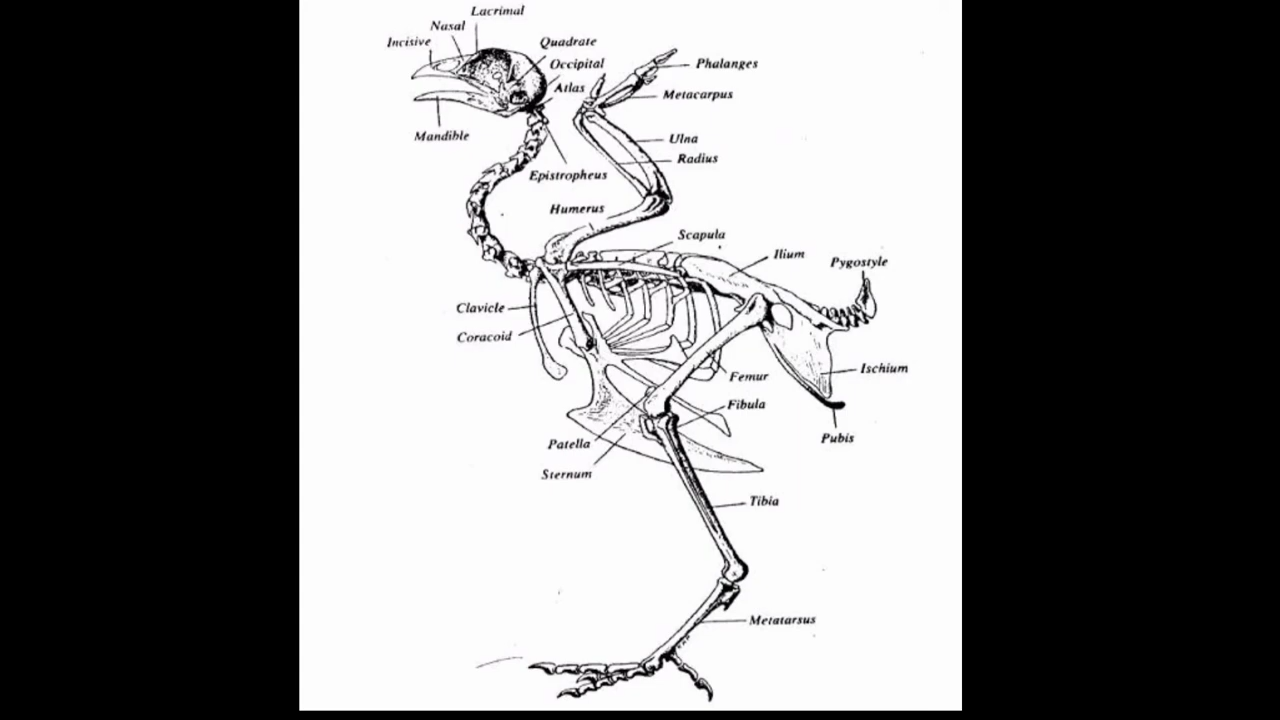 Lacrimal
Nasal
Incisive
Quadrate
Occipital
Atlas
Phalanges
Metacarpus
Mandible
Ulna
Radius
Epistropheus
Humerus
Scapula
Ilium
Pygostyle
Clavicle
Coracoid
Ischium
Femur
Fibula
Pubis
Patella
Sternum
Tibia
Metatarsus